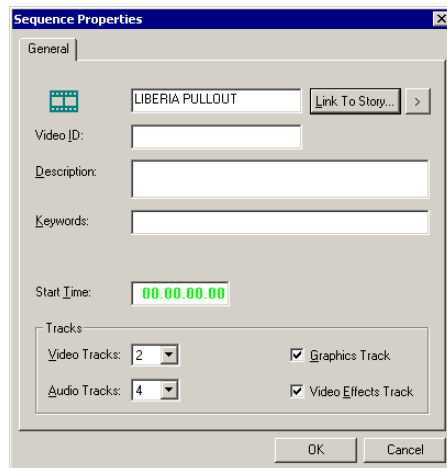 Sequence Properties
General
LIBERIA PULLOUT
Link To Story...
>
Video ID:
Description:
Keywords:
Start Time:
00.00.00.00
Tracks
Video Tracks: 2
Graphics Track
Audio Tracks: 4
Video Effects Track
OK
Cancel